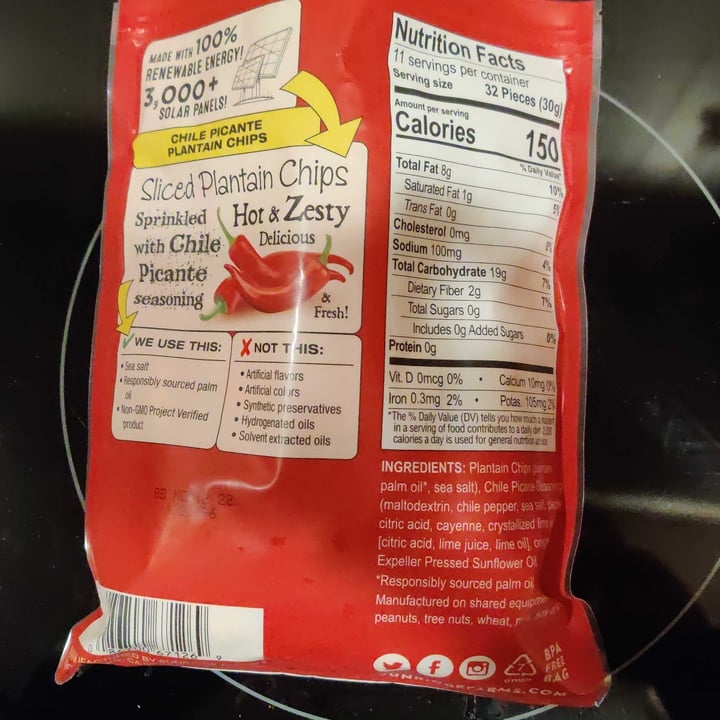 MADE WITH 100%
RENEWABLE ENERGY!
3,000+
SOLAR PANELS!
CHILE PICANTE
PLANTAIN CHIPS
Sliced Plantain Chips
Sprinkled
with Chile
Picante
seasoning
Hot & Zesty
Delicious
&
Fresh!
WE USE THIS:
• Sea salt
• Responsibly sourced palm
oil
• Non-GMO Project Verified
product
NOT THIS:
• Artificial flavors
• Artificial colors
• Synthetic preservatives
• Hydrogenated oils
• Solvent extracted oils
Nutrition Facts
11 servings per container
Serving size 32 Pieces (30g)
Amount per serving
Calories 150
% Daily Value*
Total Fat 8g 10%
Saturated Fat 1g 5%
Trans Fat 0g
Cholesterol 0mg 0%
Sodium 100mg 4%
Total Carbohydrate 19g 7%
Dietary Fiber 2g 7%
Total Sugars 0g
Includes 0g Added Sugars 0%
Protein 0g
Vit. D 0mcg 0% • Calcium 10mg 0%
Iron 0.3mg 2% • Potas. 105mg 2%
*The % Daily Value (DV) tells you how much a nutrient
in a serving of food contributes to a daily diet. 2,000
calories a day is used for general nutrition
INGREDIENTS: Plantain Chips
palm oil*, sea salt), Chile Picante Seasoning
(maltodextrin, chile pepper, sea salt,
citric acid, cayenne, crystallized lime
[citric acid, lime juice, lime oil],
Expeller Pressed Sunflower Oil
*Responsibly sourced palm oil
Manufactured on shared equipment
peanuts, tree nuts, wheat,
7
OTHER
BPA
FREE
BAG